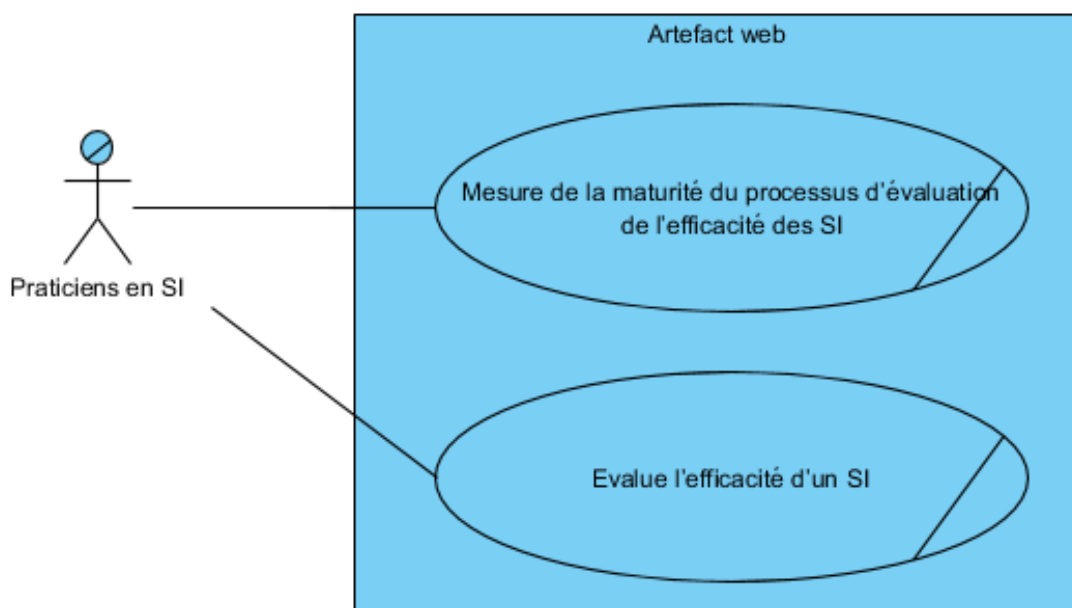 Artefact web
Mesure de la maturité du processus d'évaluation
de l'efficacité des SI
Praticiens en SI
Evalue l'efficacité d'un SI